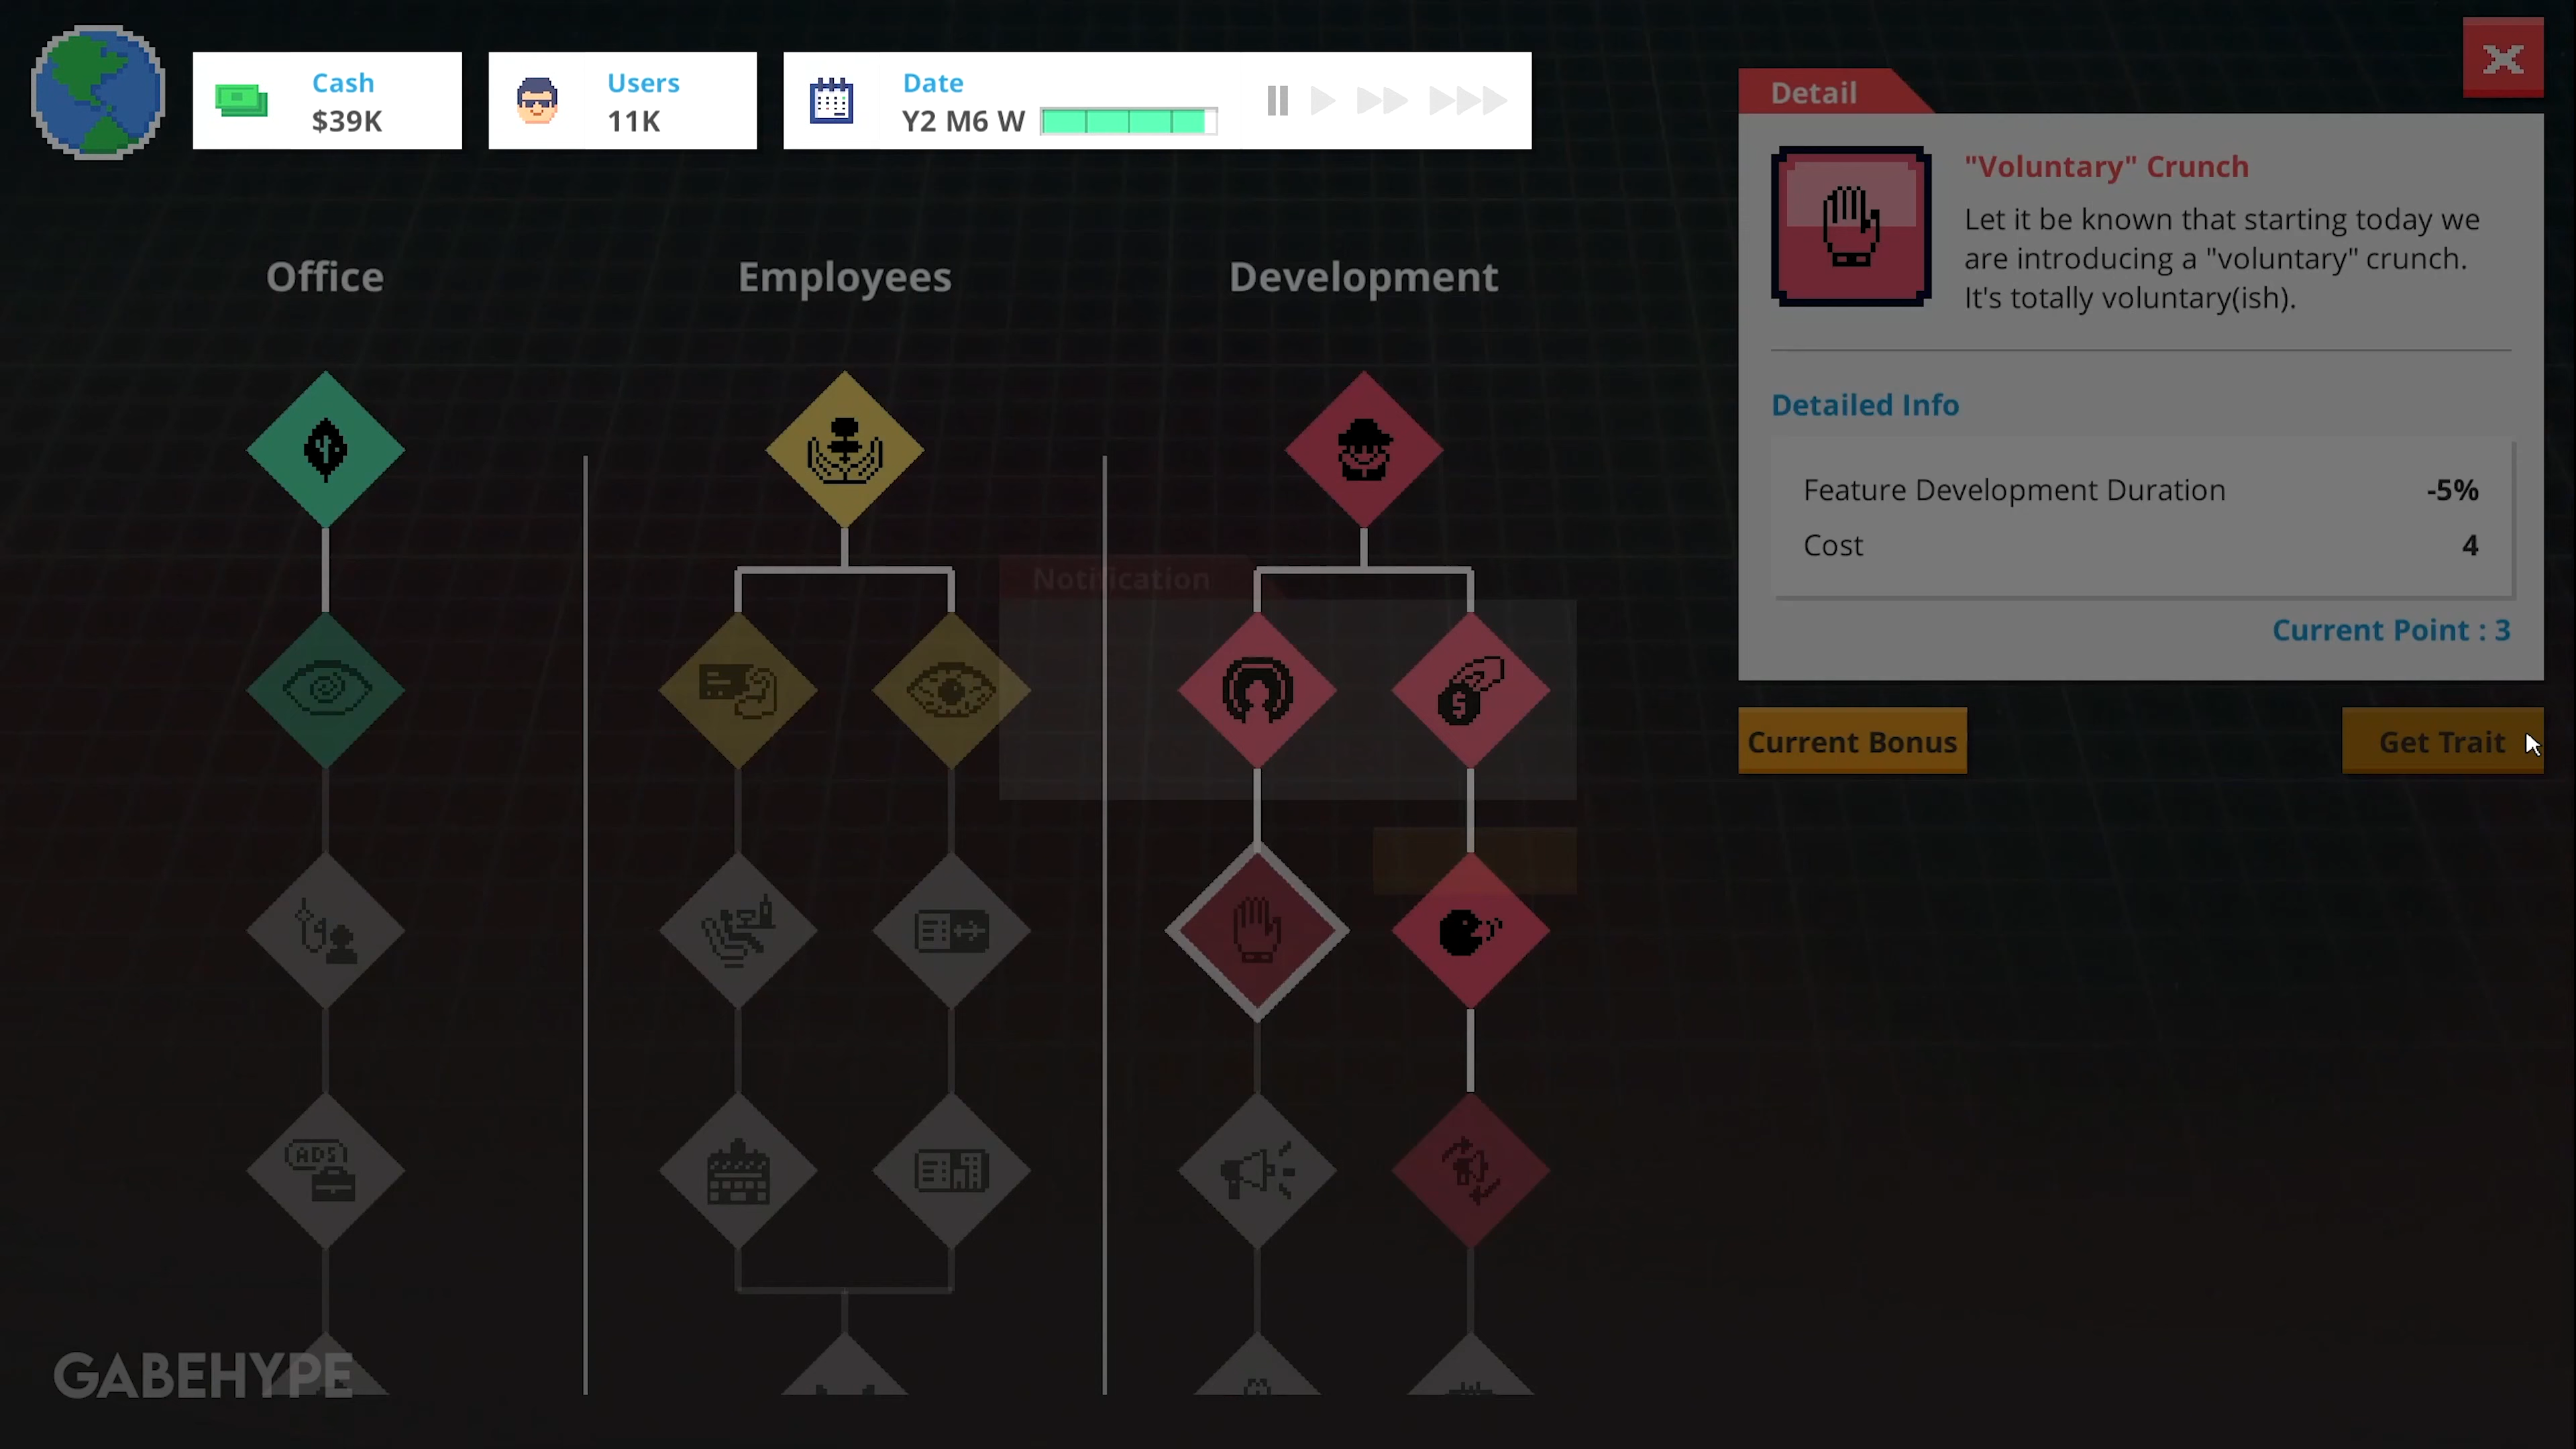 Cash
$39K
Users
11K
Date
Y2 M6 W
Detail
"Voluntary" Crunch
Let it be known that starting today we
are introducing a "voluntary" crunch.
It's totally voluntary(ish).
Office
Employees
Development
Detailed Info
Feature Development Duration
-5%
Cost
4
Notification
Current Point : 3
$
Current Bonus
Get Trait
ADS
GABEHYPE